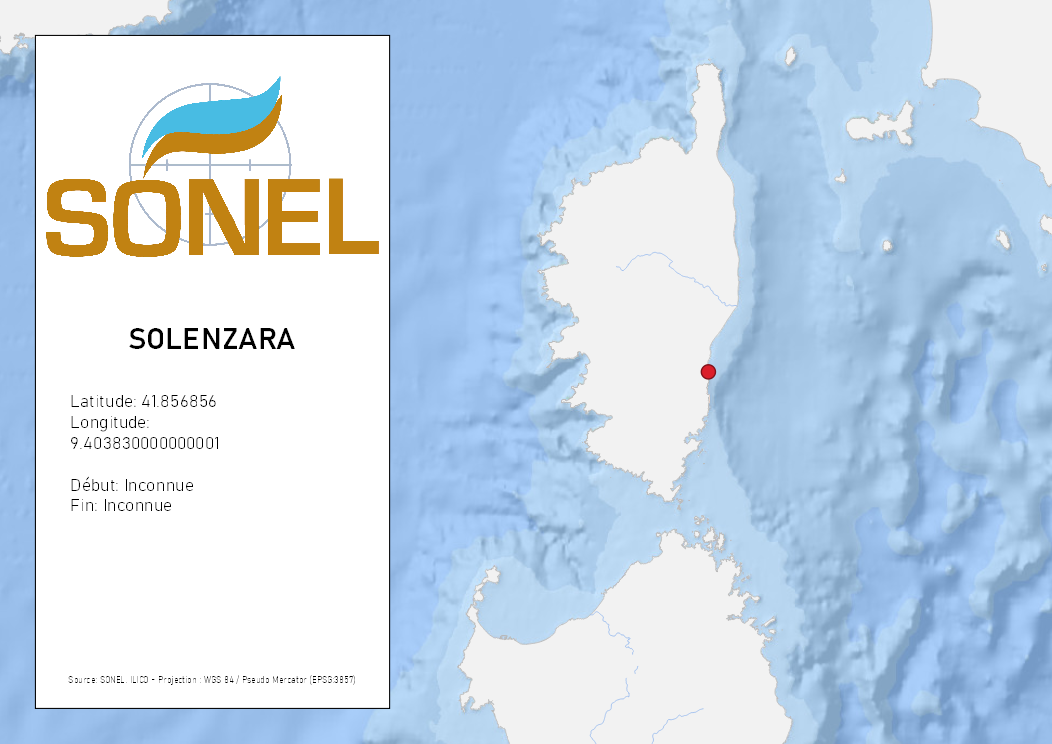 SONEL
SOLENZARA
Latitude: 41.856856
Longitude:
9.403830000000001
Début: Inconnue
Fin: Inconnue
Source: SONEL, ILICO - Projection : WGS 84 / Pseudo Mercator (EPSG:3857)